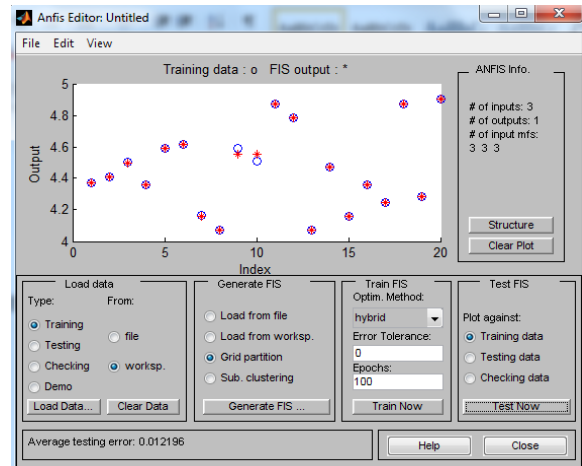 Anfis Editor: Untitled
File Edit View
Training data : o FIS output : *
5
4.8
4.6
4.4
4.2
4
Output
0 5 10 15 20
Index
ANFIS Info.
# of inputs: 3
# of outputs: 1
# of input mfs:
3 3 3
Structure
Clear Plot
Load data
Type: From:
Training
Testing
Checking
Demo
file
worksp.
Load Data... Clear Data
Generate FIS
Load from file
Load from worksp.
Grid partition
Sub. clustering
Generate FIS ...
Train FIS
Optim. Method:
hybrid
Error Tolerance:
0
Epochs:
100
Train Now
Test FIS
Plot against:
Training data
Testing data
Checking data
Test Now
Average testing error: 0.012196
Help Close